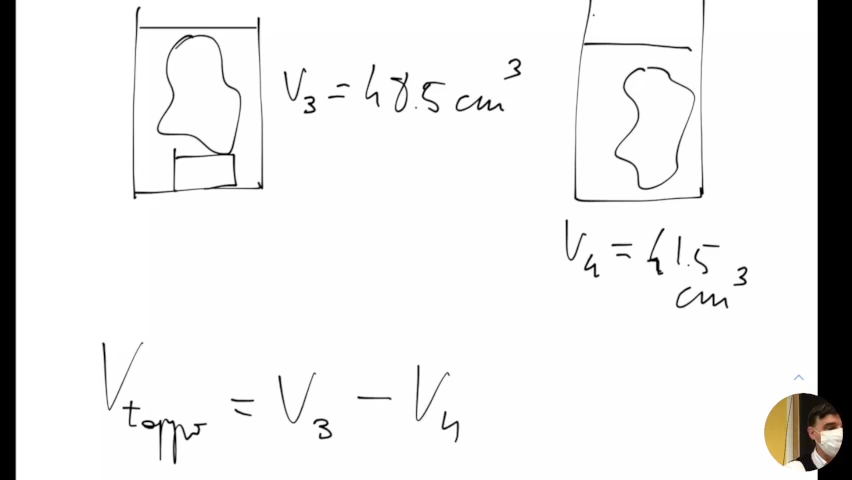 V3 = 48.5 cm³
V4 = 41.5
cm³
Vtappo = V3 − V4